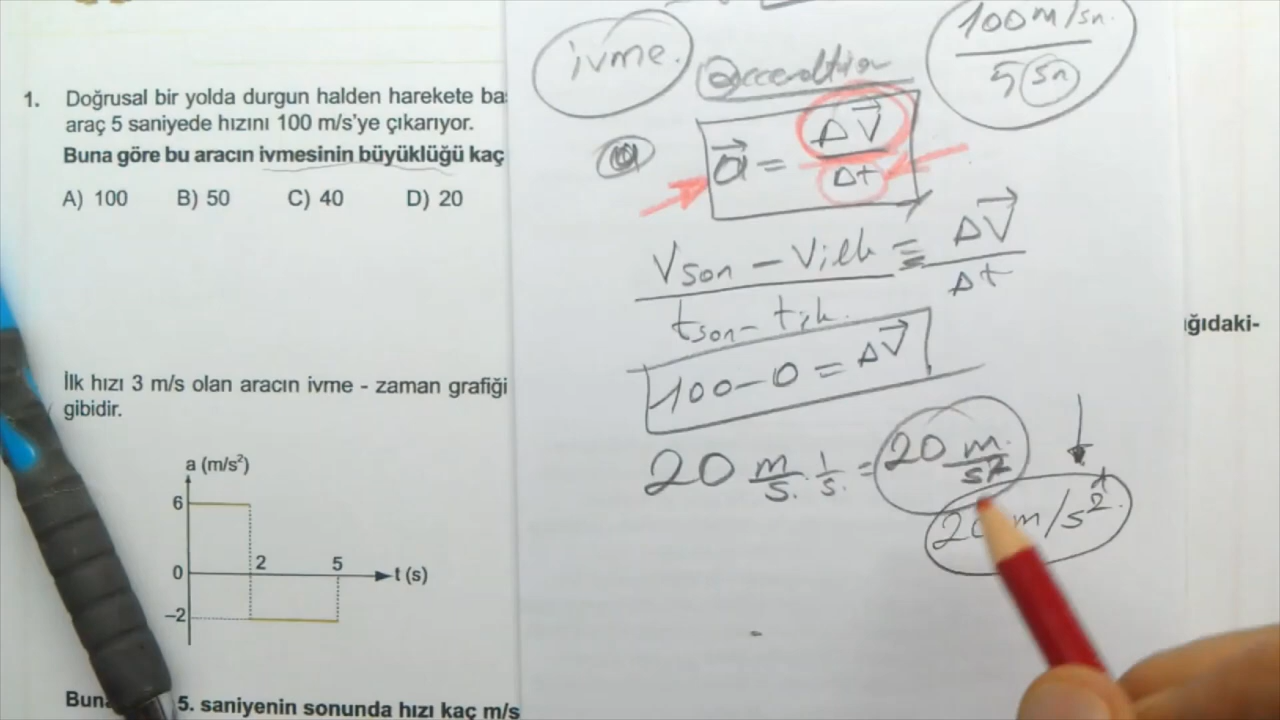 1. Doğrusal bir yolda durgun halden harekete ba
araç 5 saniyede hızını 100 m/s'ye çıkarıyor.
Buna göre bu aracın ivmesinin büyüklüğü kaç
A) 100 B) 50 C) 40 D) 20
İlk hızı 3 m/s olan aracın ivme - zaman grafiği
gibidir.
a (m/s²)
6
0 2 5 t (s)
–2
5. saniyenin sonunda hızı kaç m/s
ivme.
100 m/sn.
5 sn
a = ΔV
Δt
Vson – Vilk = ΔV
tson – tilk. Δt
100 – 0 = ΔV
20 m/s. 1/s. = 20 m/s²
20 m/s².
ğıdaki-